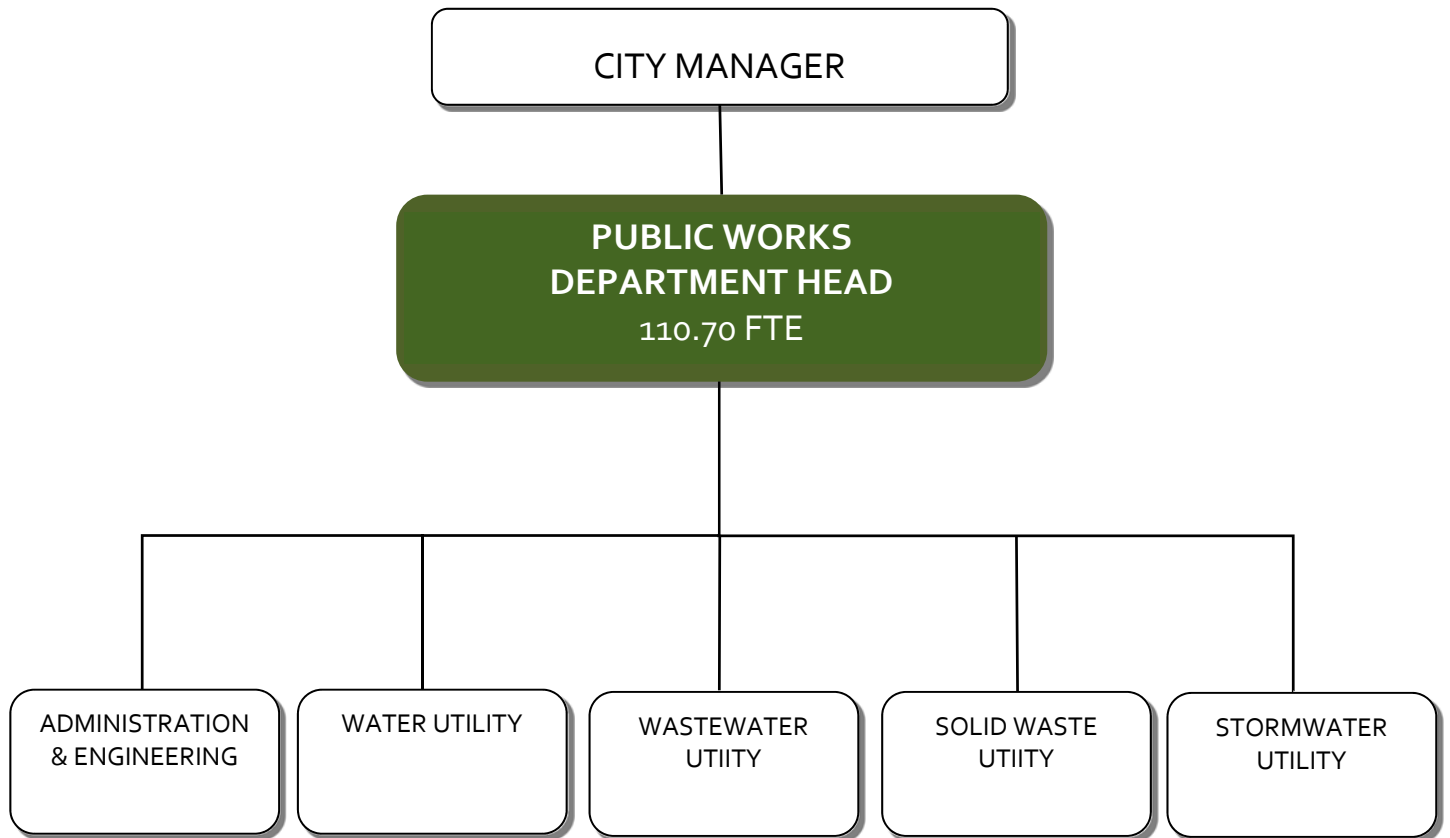 CITY MANAGER
PUBLIC WORKS
DEPARTMENT HEAD
110.70 FTE
ADMINISTRATION
& ENGINEERING
WATER UTILITY
WASTEWATER
UTIITY
SOLID WASTE
UTIITY
STORMWATER
UTILITY